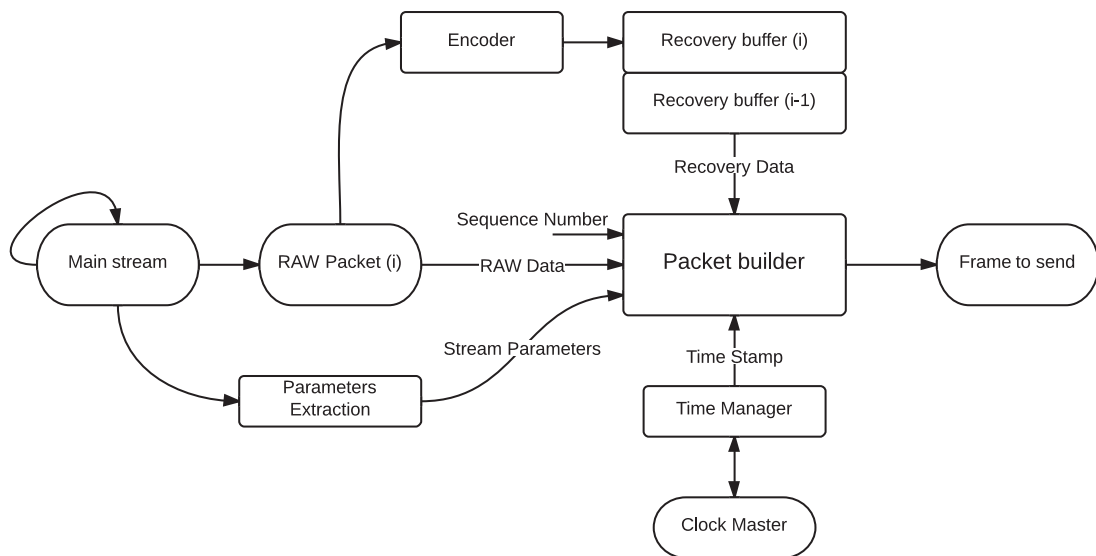 Encoder
Recovery buffer (i)
Recovery buffer (i-1)
Recovery Data
Sequence Number
Main stream
RAW Packet (i)
RAW Data
Packet builder
Frame to send
Stream Parameters
Time Stamp
Parameters
Extraction
Time Manager
Clock Master